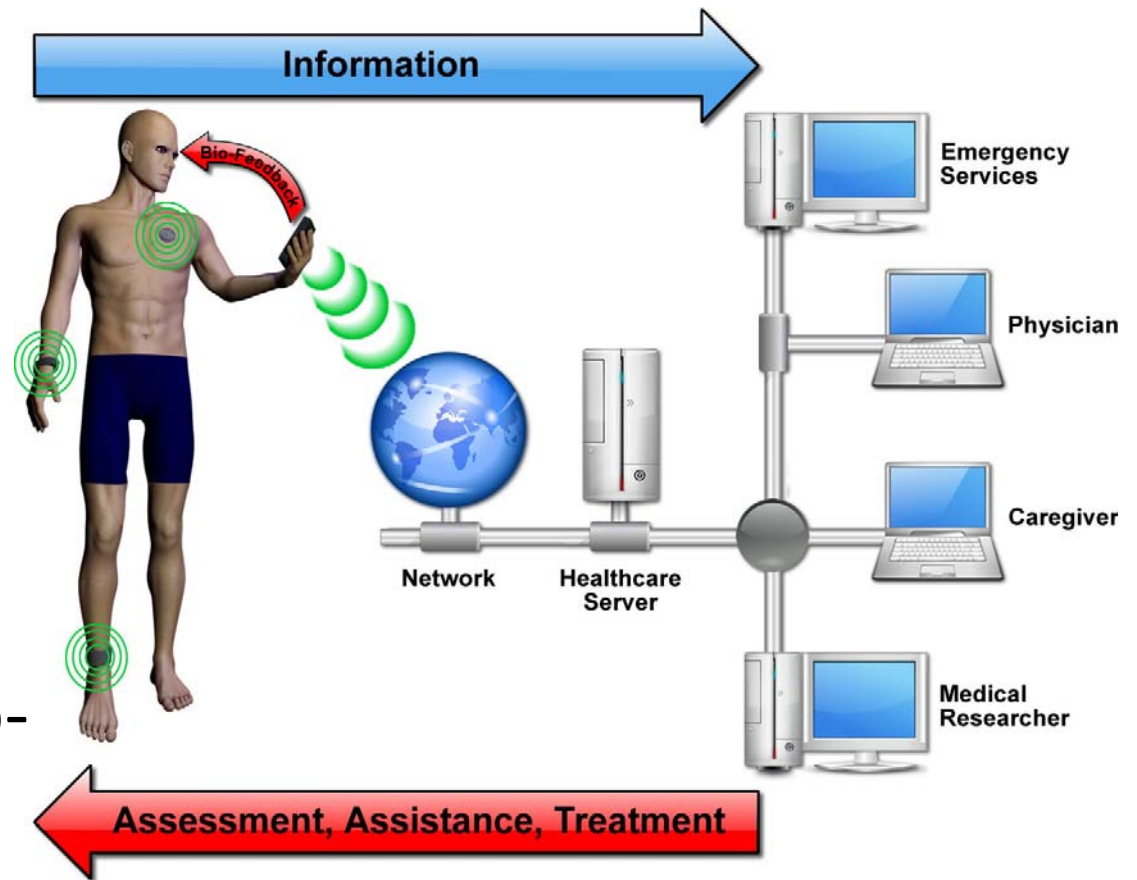 Information
Bio-Feedback
Emergency
Services
Physician
Caregiver
Network
Healthcare
Server
Medical
Researcher
Assessment, Assistance, Treatment